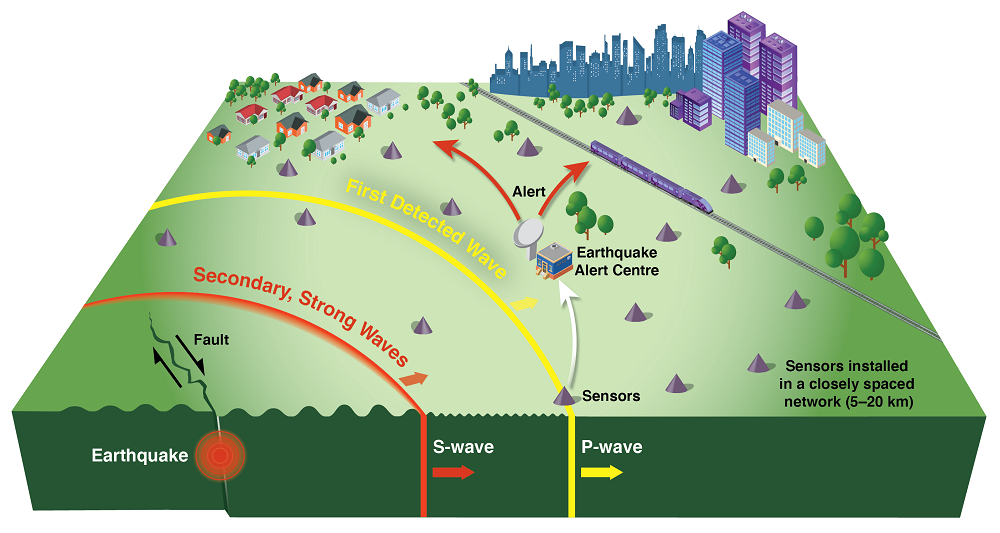 First Detected Wave
Alert
Earthquake
Alert Centre
Secondary, Strong Waves
Fault
Sensors installed
in a closely spaced
network (5–20 km)
Sensors
Earthquake
S-wave
P-wave